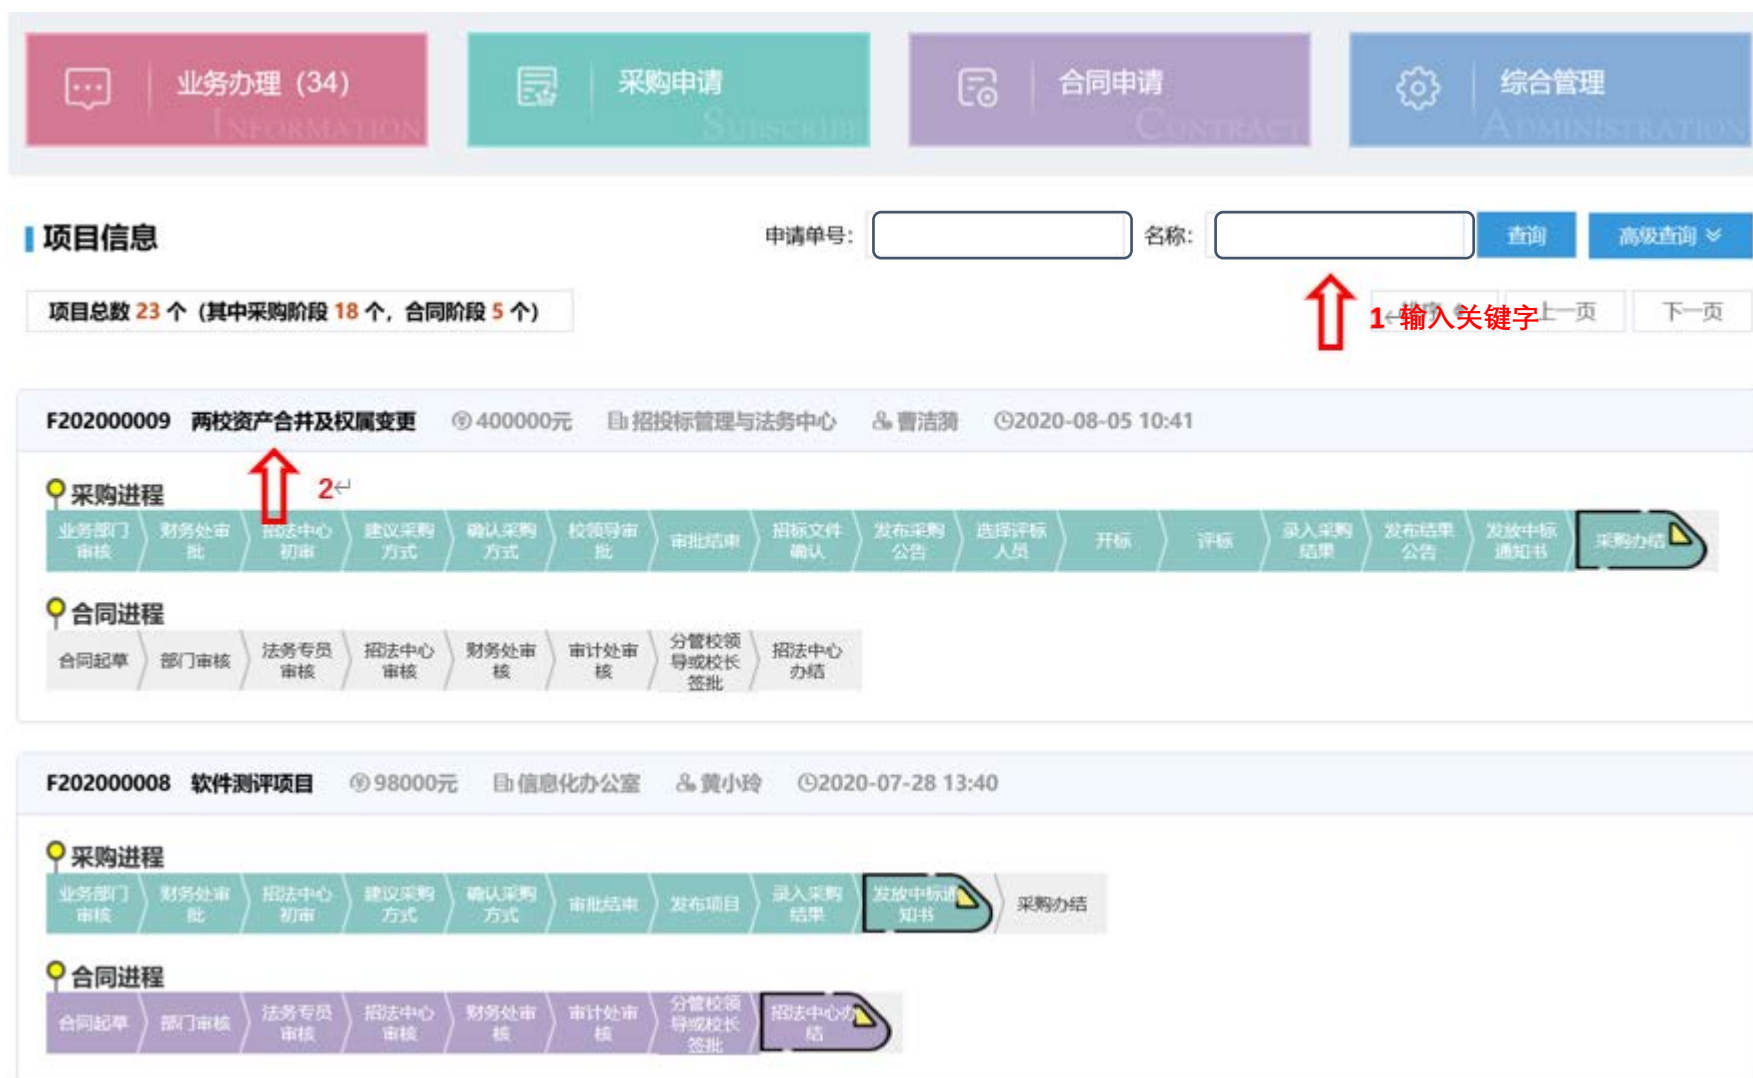 业务办理（34）
INFORMATION
采购申请
SUBSCRIBE
合同申请
CONTRACT
综合管理
ADMINISTRATION
项目信息
申请单号：
名称：
查询
高级查询
项目总数 23 个（其中采购阶段 18 个，合同阶段 5 个）
1 输入关键字
上一页
下一页
F202000009 两校资产合并及权属变更 400000元 招投标管理与法务中心 曹洁漪 2020-08-05 10:41
2
采购进程
业务部门审核 财务处审批 招法中心初审 建议采购方式 确认采购方式 校领导审批 审批结束 招标文件确认 发布采购公告 选择评标人员 开标 评标 录入采购结果 发布结果公告 发放中标通知书 采购办结
合同进程
合同起草 部门审核 法务专员审核 招法中心审核 财务处审核 审计处审核 分管校领导或校长签批 招法中心办结
F202000008 软件测评项目 98000元 信息化办公室 黄小玲 2020-07-28 13:40
采购进程
业务部门审核 财务处审批 招法中心初审 建议采购方式 确认采购方式 审批结束 发布项目 录入采购结果 发放中标通知书 采购办结
合同进程
合同起草 部门审核 法务专员审核 招法中心审核 财务处审核 审计处审核 分管校领导或校长签批 招法中心办结